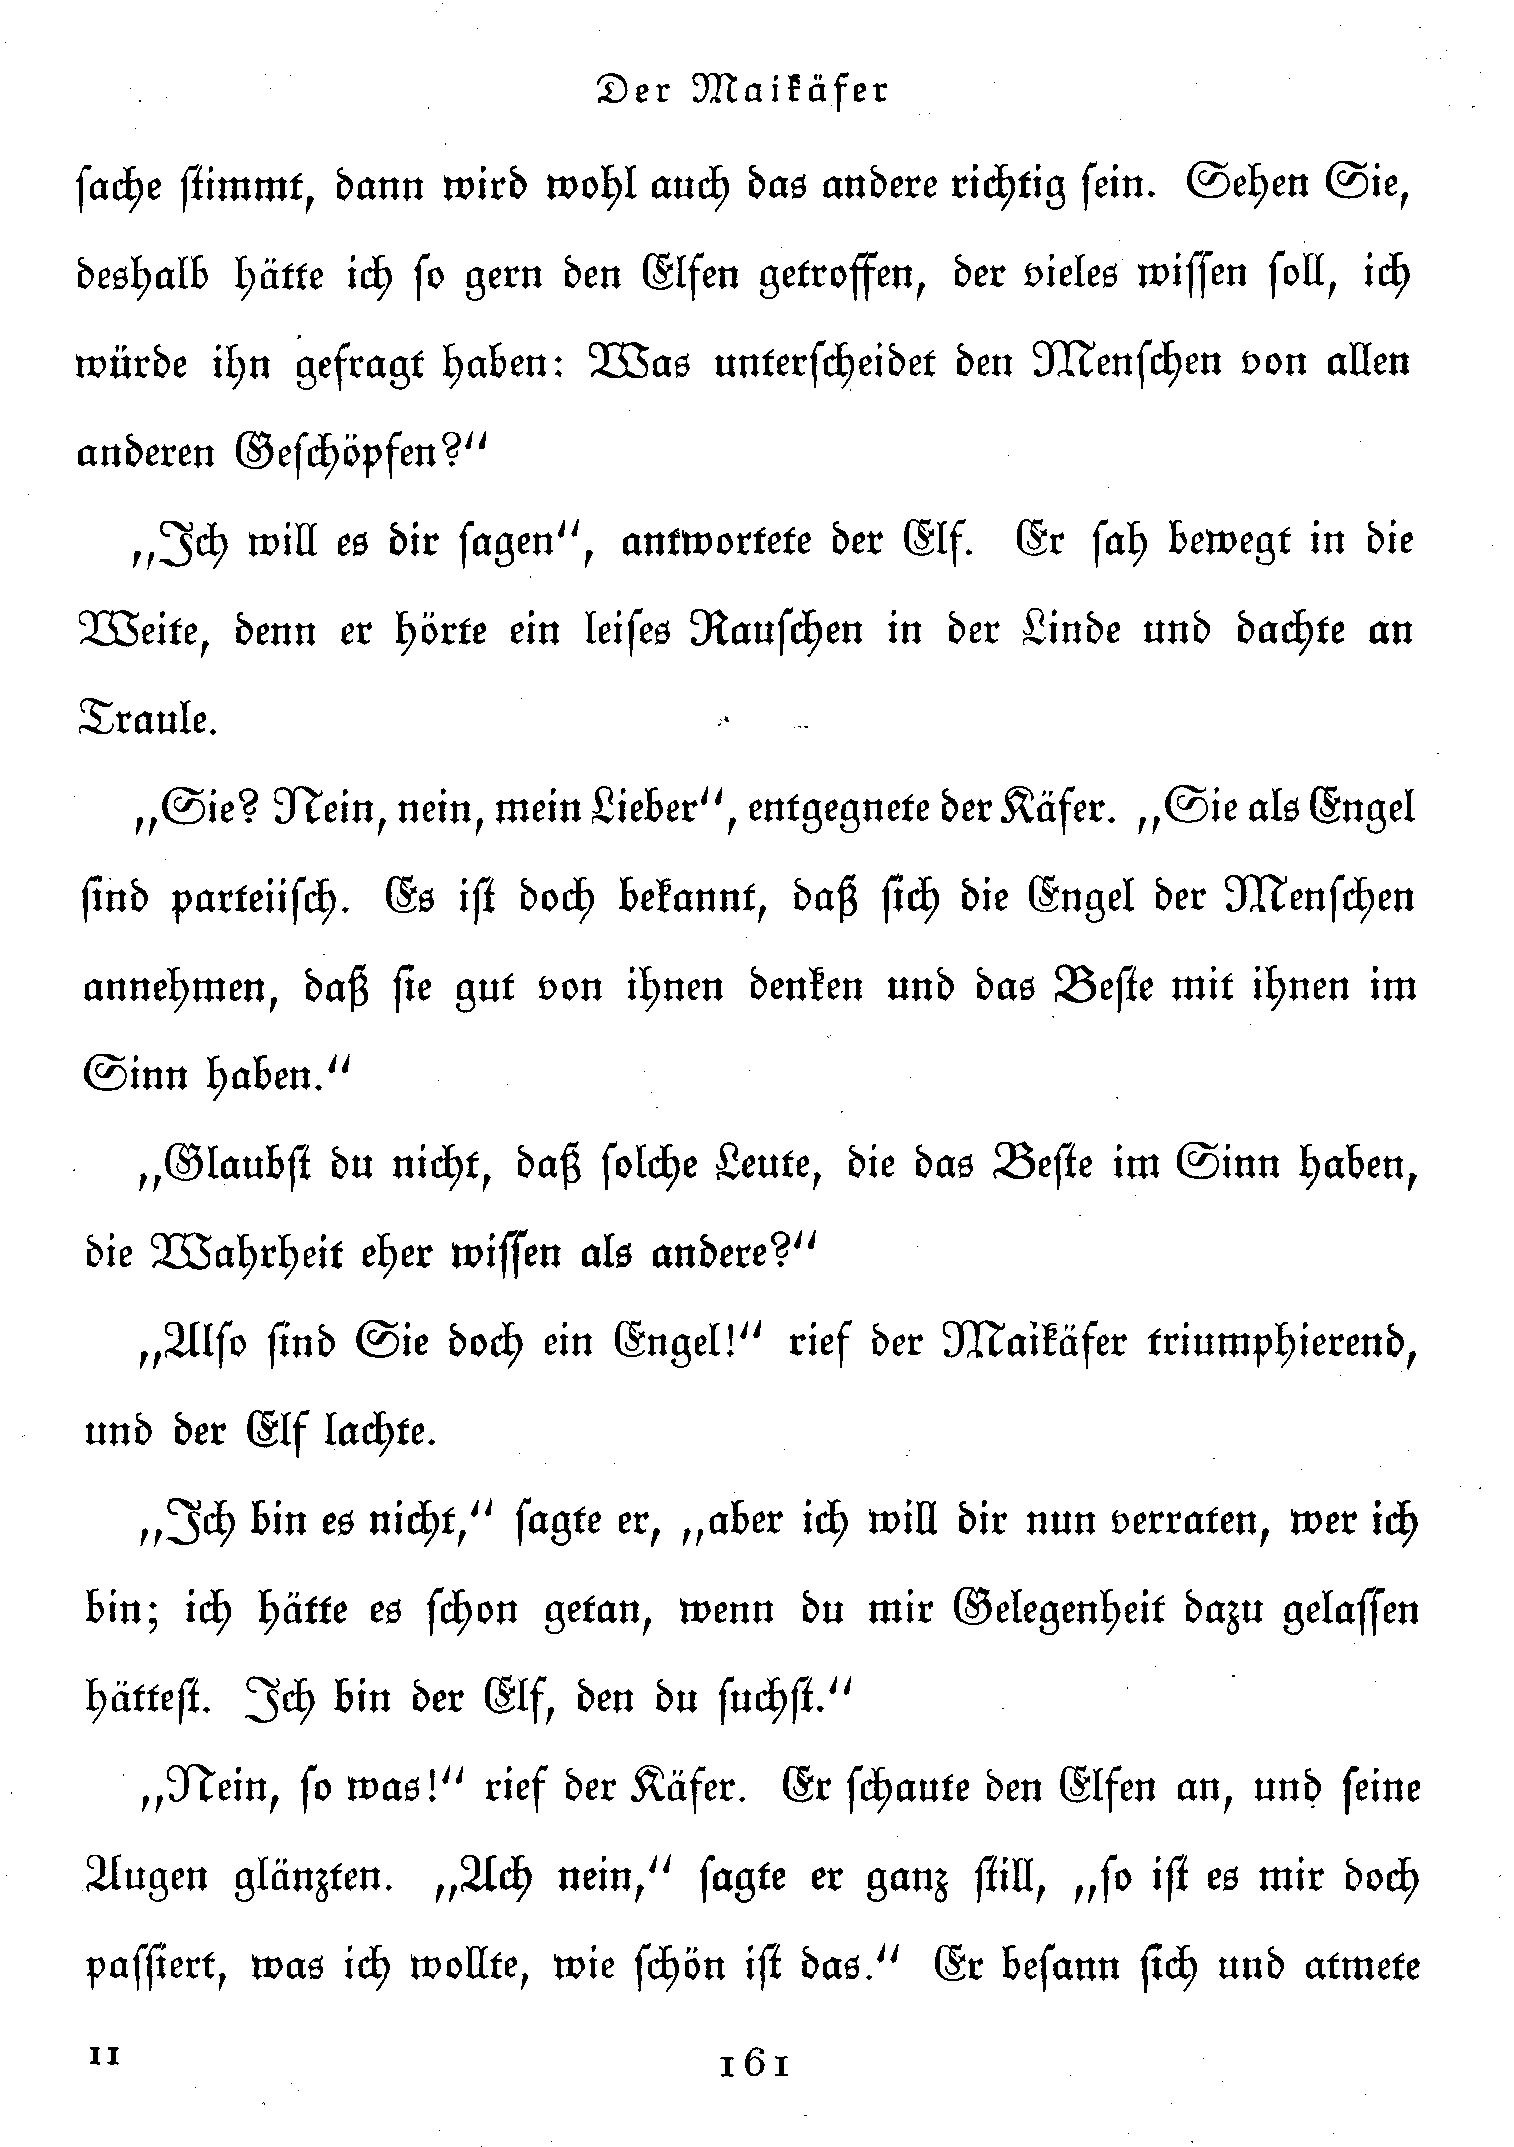 Der Maikäfer
sache stimmt, dann wird wohl auch das andere richtig sein. Sehen Sie,
deshalb hätte ich so gern den Elfen getroffen, der vieles wissen soll, ich
würde ihn gefragt haben: Was unterscheidet den Menschen von allen
anderen Geschöpfen?“
„Ich will es dir sagen“, antwortete der Elf. Er sah bewegt in die
Weite, denn er hörte ein leises Rauschen in der Linde und dachte an
Traule.
„Sie? Nein, nein, mein Lieber“, entgegnete der Käfer. „Sie als Engel
sind parteiisch. Es ist doch bekannt, daß sich die Engel der Menschen
annehmen, daß sie gut von ihnen denken und das Beste mit ihnen im
Sinn haben.“
„Glaubst du nicht, daß solche Leute, die das Beste im Sinn haben,
die Wahrheit eher wissen als andere?“
„Also sind Sie doch ein Engel!“ rief der Maikäfer triumphierend,
und der Elf lachte.
„Ich bin es nicht,“ sagte er, „aber ich will dir nun verraten, wer ich
bin; ich hätte es schon getan, wenn du mir Gelegenheit dazu gelassen
hättest. Ich bin der Elf, den du suchst.“
„Nein, so was!“ rief der Käfer. Er schaute den Elfen an, und seine
Augen glänzten. „Ach nein,“ sagte er ganz still, „so ist es mir doch
passiert, was ich wollte, wie schön ist das.“ Er besann sich und atmete
11
161